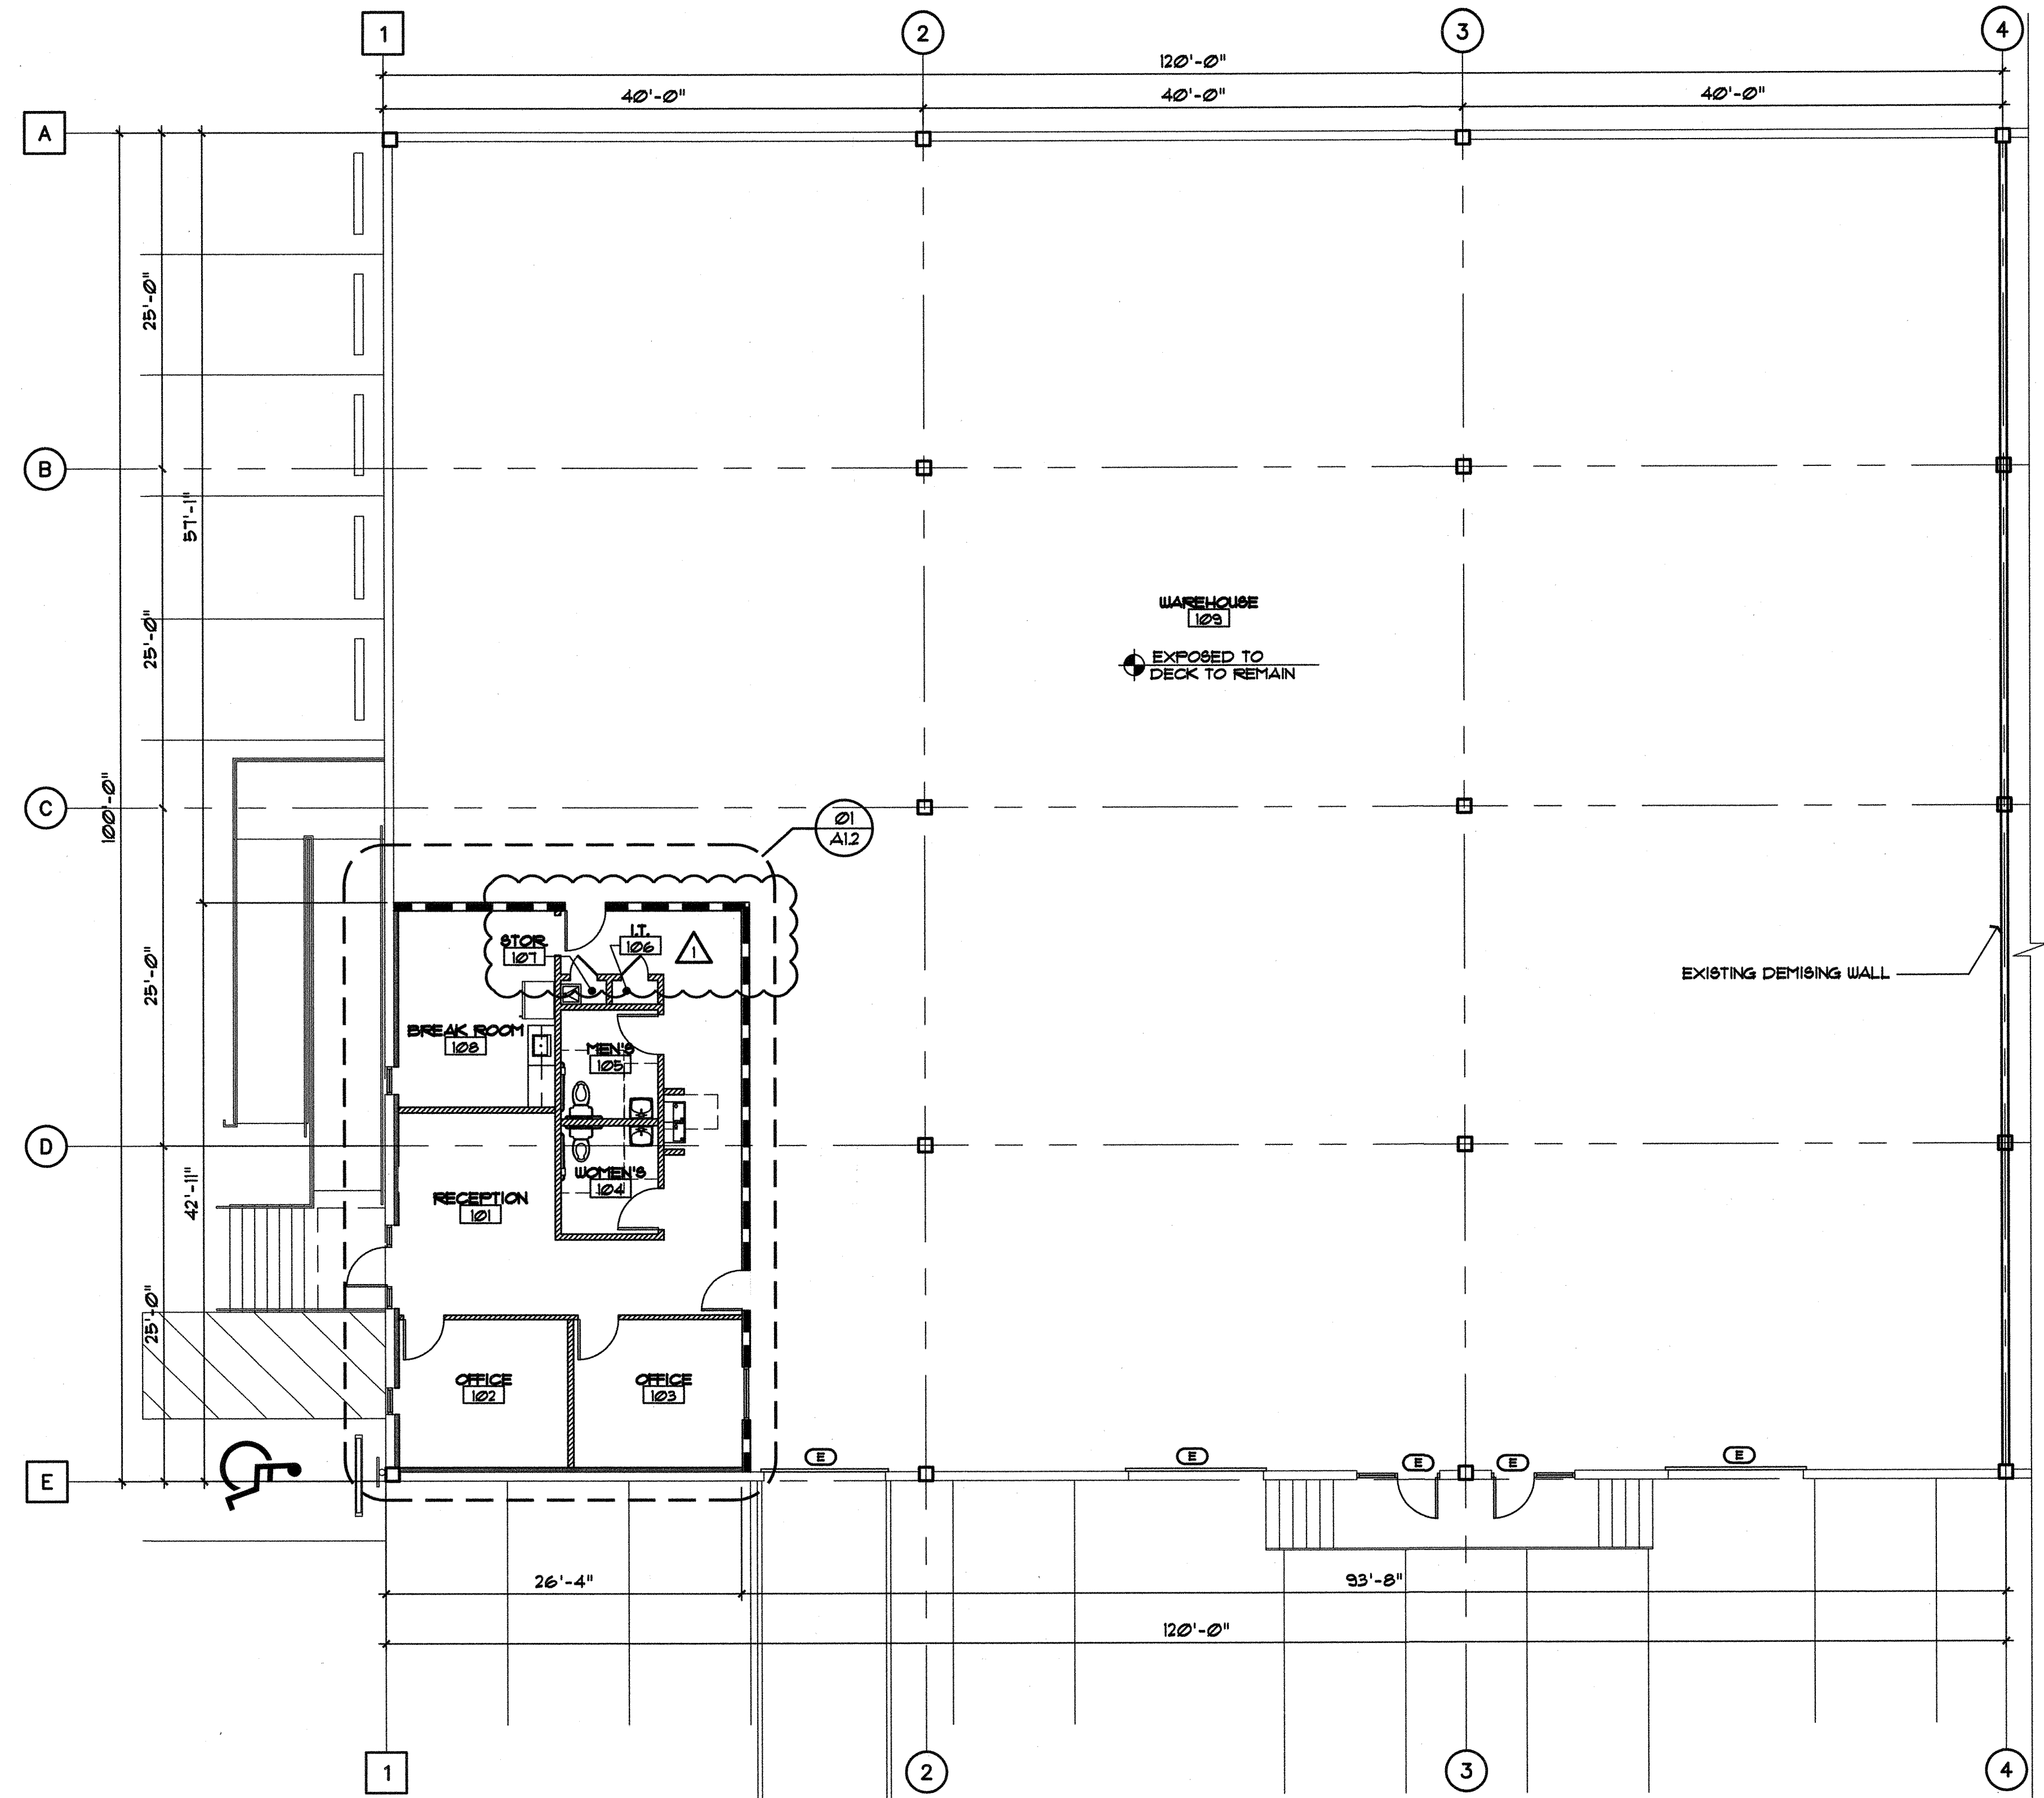 1
2
3
4
120'-0"
40'-0"
40'-0"
40'-0"
A
25'-0"
B
57'-1"
WAREHOUSE
109
EXPOSED TO
DECK TO REMAIN
25'-0"
C
100'-0"
01
A1.2
STOR.
107
I.T.
106
1
EXISTING DEMISING WALL
25'-0"
BREAK ROOM
108
MEN'S
105
D
42'-11"
WOMEN'S
104
RECEPTION
101
25'-0"
OFFICE
102
OFFICE
103
E
E
E
E
E
E
26'-4"
93'-8"
120'-0"
1
2
3
4